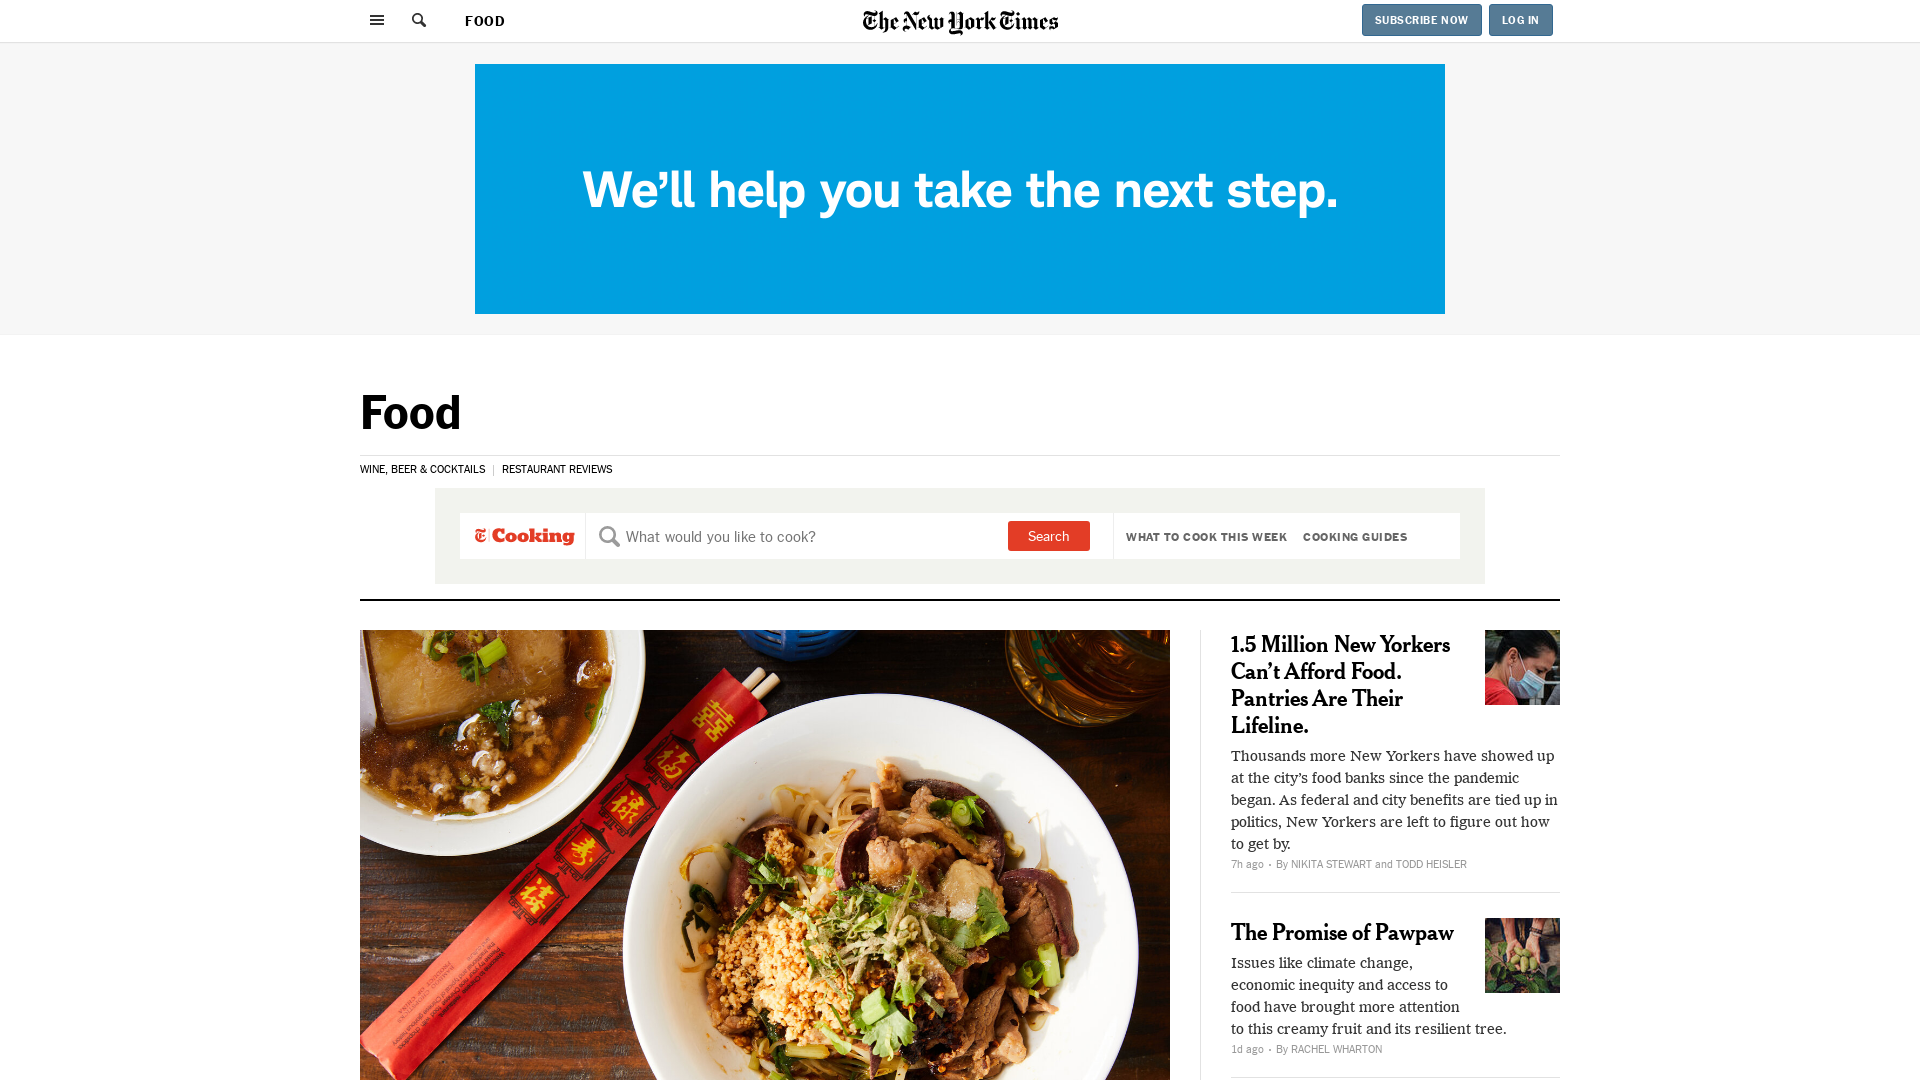 FOOD
The New York Times
SUBSCRIBE NOW
LOG IN
We’ll help you take the next step.
Food
WINE, BEER & COCKTAILS
RESTAURANT REVIEWS
Cooking
What would you like to cook?
Search
WHAT TO COOK THIS WEEK
COOKING GUIDES
1.5 Million New Yorkers
Can’t Afford Food.
Pantries Are Their
Lifeline.
Thousands more New Yorkers have showed up
at the city’s food banks since the pandemic
began. As federal and city benefits are tied up in
politics, New Yorkers are left to figure out how
to get by.
7h ago • By NIKITA STEWART and TODD HEISLER
The Promise of Pawpaw
Issues like climate change,
economic inequity and access to
food have brought more attention
to this creamy fruit and its resilient tree.
1d ago • By RACHEL WHARTON
囍
福
祿
壽
禧